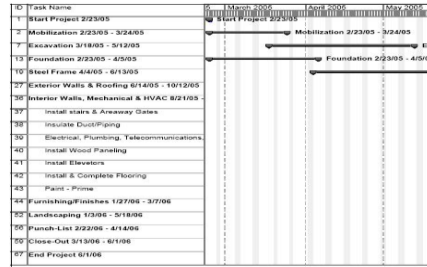 ID Task Name 5 March 2005 April 2005 May 2005
1 Start Project 2/23/05 Start Project 2/23/05
2 Mobilization 2/23/05 - 3/24/05 Mobilization 2/23/05 - 3/24/05
7 Excavation 3/18/05 - 5/12/05 E
13 Foundation 2/23/05 - 4/5/05 Foundation 2/23/05 - 4/5/0
19 Steel Frame 4/4/05 - 6/13/05
27 Exterior Walls & Roofing 6/14/05 - 10/12/05
36 Interior Walls, Mechanical & HVAC 8/21/05 -
37 Install stairs & Areaway Gates
38 Insulate Duct/Piping
39 Electrical, Plumbing, Telecommunications,
40 Install Wood Paneling
41 Install Elevators
42 Install & Complete Flooring
43 Paint - Prime
44 Furnishing/Finishes 1/27/06 - 3/7/06
52 Landscaping 1/3/06 - 5/18/06
56 Punch-List 2/22/06 - 4/14/06
59 Close-Out 3/13/06 - 6/1/06
67 End Project 6/1/06